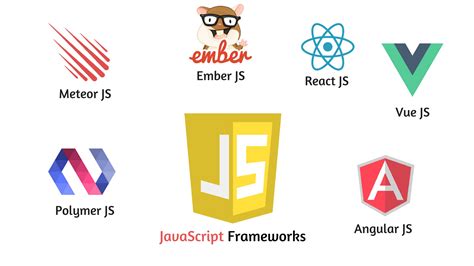 ember
Ember JS
React JS
Meteor JS
Vue JS
JS
Polymer JS
A
Angular JS
JavaScript Frameworks